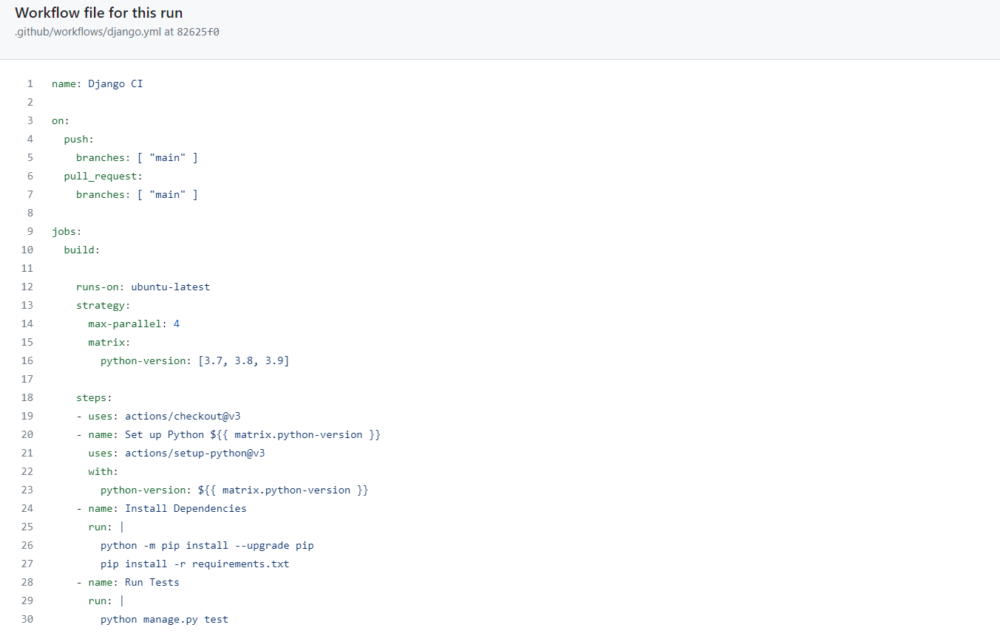 Workflow file for this run
.github/workflows/django.yml at 82625f0
1 name: Django CI
2
3 on:
4   push:
5     branches: [ "main" ]
6   pull_request:
7     branches: [ "main" ]
8
9 jobs:
10   build:
11
12     runs-on: ubuntu-latest
13     strategy:
14       max-parallel: 4
15       matrix:
16         python-version: [3.7, 3.8, 3.9]
17
18     steps:
19     - uses: actions/checkout@v3
20     - name: Set up Python ${{ matrix.python-version }}
21       uses: actions/setup-python@v3
22       with:
23         python-version: ${{ matrix.python-version }}
24     - name: Install Dependencies
25       run: |
26         python -m pip install --upgrade pip
27         pip install -r requirements.txt
28     - name: Run Tests
29       run: |
30         python manage.py test